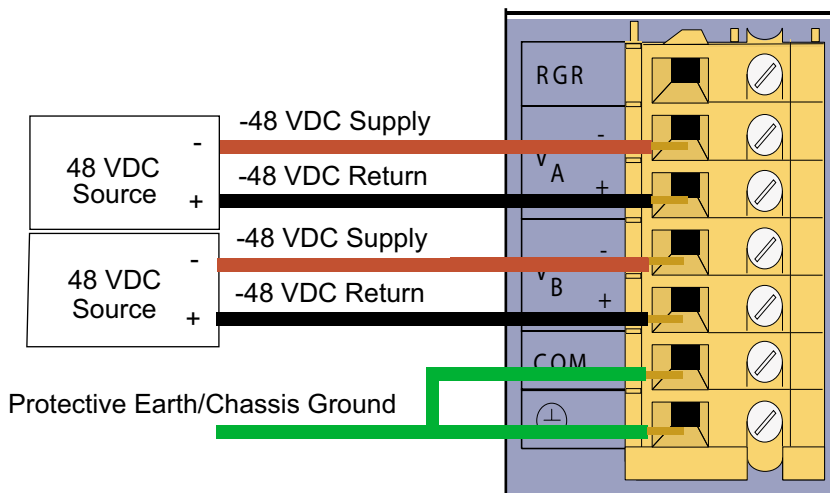 RGR
-48 VDC Supply
-
-
48 VDC
Source
V
A
-48 VDC Return
+
+
-48 VDC Supply
-
-
48 VDC
Source
V
B
-48 VDC Return
+
+
COM
Protective Earth/Chassis Ground